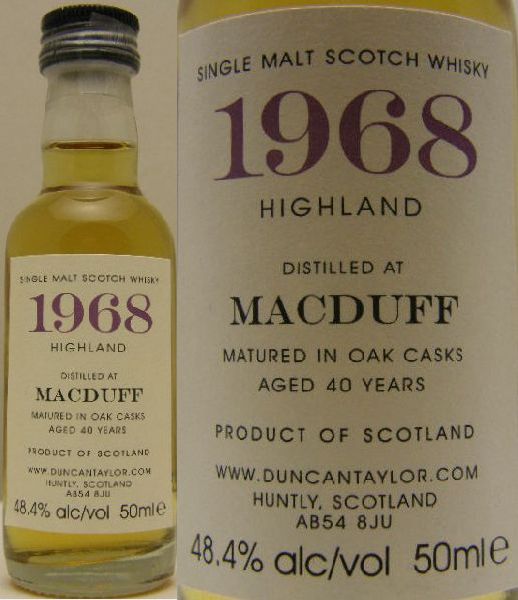 SINGLE MALT SCOTCH WHISKY
1968
HIGHLAND
DISTILLED AT
MACDUFF
MATURED IN OAK CASKS
AGED 40 YEARS
PRODUCT OF SCOTLAND
WWW.DUNCANTAYLOR.COM
HUNTLY, SCOTLAND
AB54 8JU
48.4% alc/vol 50ml e
SINGLE MALT SCOTCH WHISKY
1968
HIGHLAND
DISTILLED AT
MACDUFF
MATURED IN OAK CASKS
AGED 40 YEARS
PRODUCT OF SCOTLAND
WWW.DUNCANTAYLOR.COM
HUNTLY, SCOTLAND
AB54 8JU
48.4% alc/vol 50ml e